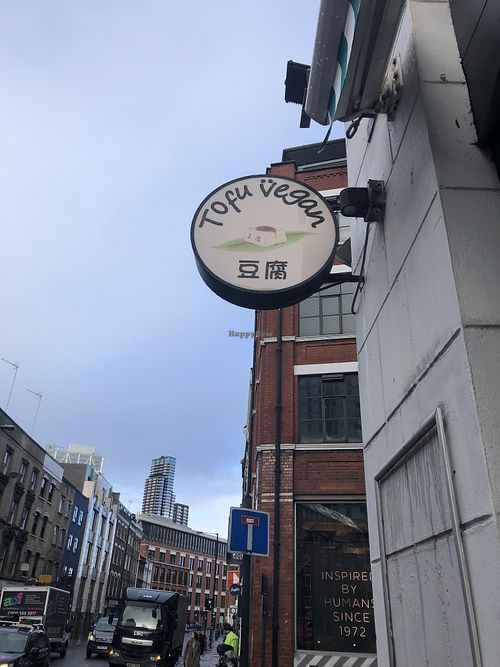 Tofu vegan
豆腐
HappyCow
INSPIRED
BY
HUMANS
SINCE
1972